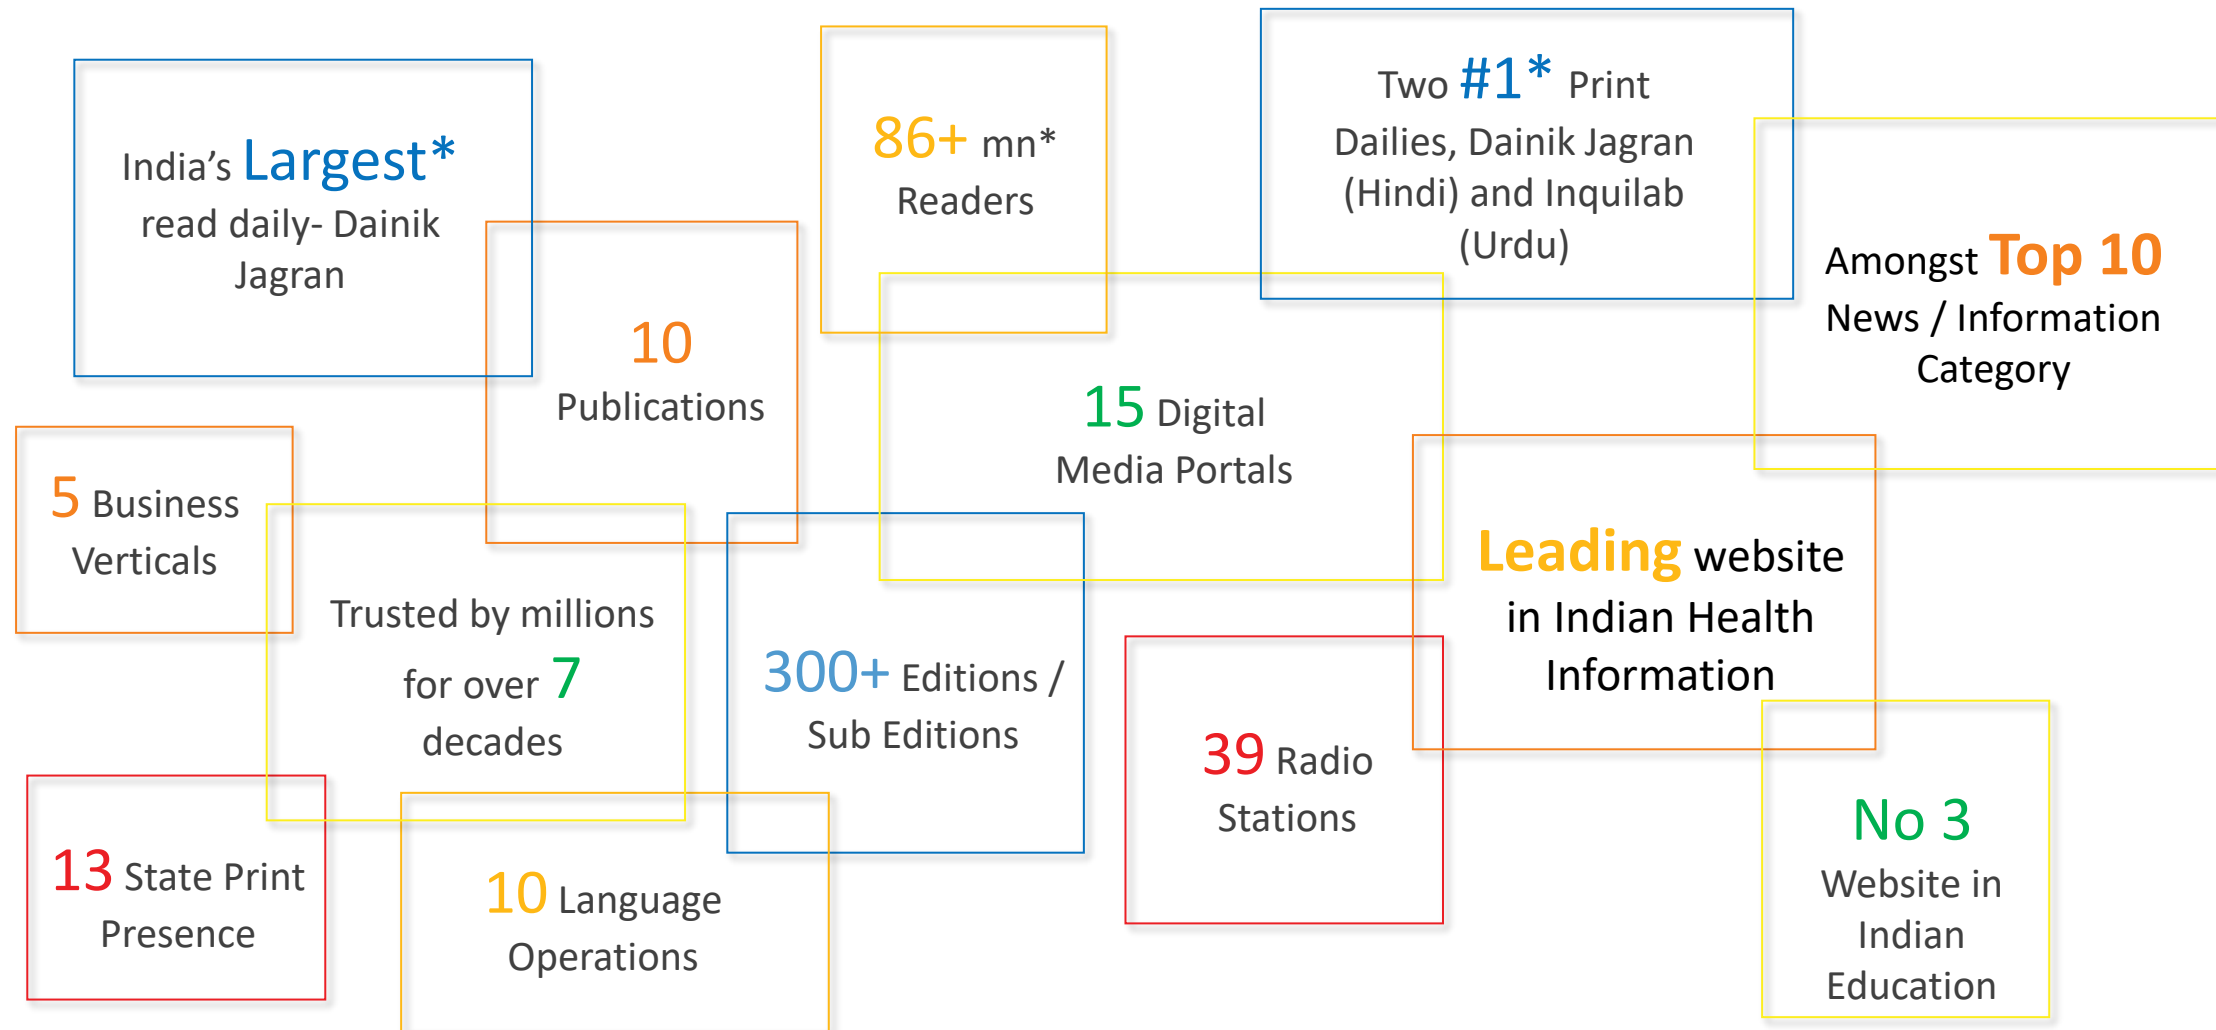 India's Largest*
read daily- Dainik
Jagran
86+ mn*
Readers
Two #1* Print
Dailies, Dainik Jagran
(Hindi) and Inquilab
(Urdu)
Amongst Top 10
News / Information
Category
10
Publications
15 Digital
Media Portals
5 Business
Verticals
Trusted by millions
for over 7
decades
300+ Editions /
Sub Editions
Leading website
in Indian Health
Information
39 Radio
Stations
13 State Print
Presence
10 Language
Operations
No 3
Website in
Indian
Education